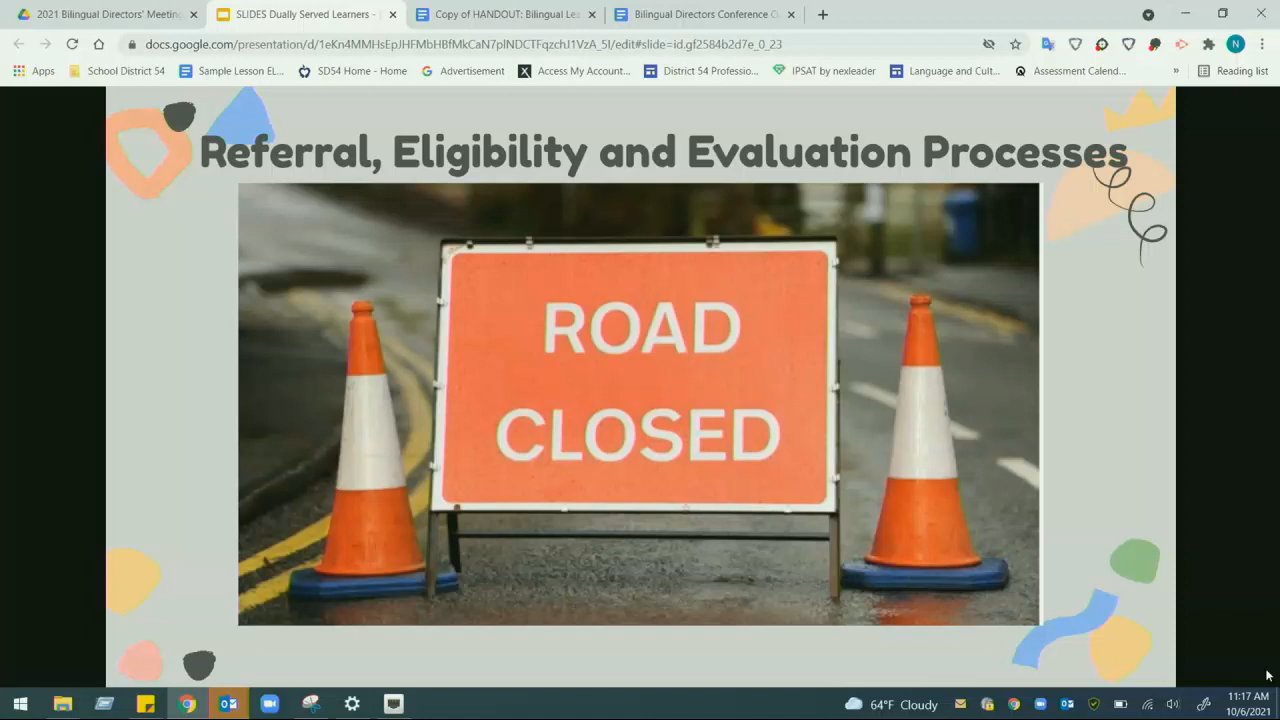 2021 Bilingual Directors' Meeting
SLIDES Dually Served Learners -
Copy of HANDOUT: Bilingual Le
Bilingual Directors Conference
docs.google.com/presentation/d/1eKn4MMHsEpJHFMbHBfMkCaN7plNDCTFqzchJ1VzA_5I/edit#slide=id.gf2584b2d7e_0_23
N
Apps
School District 54
Sample Lesson EL...
SD54 Home - Home
Advertisement
Access My Account...
District 54 Professio...
IPSAT by nexleader
Language and Cult...
Assessment Calend...
»
Reading list
Referral, Eligibility and Evaluation Processes
ROAD
CLOSED
64°F Cloudy
11:17 AM
10/6/2021